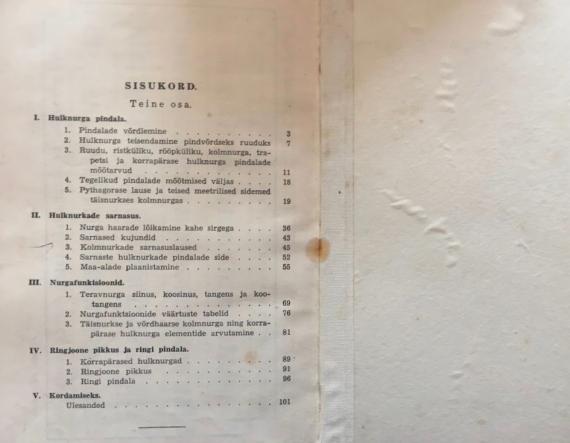 SISUKORD.
Teine osa.
I. Hulknurga pindala.
1. Pindalade võrdlemine . . . . . . . . . 3
2. Hulknurga teisendamine pindvõrdseks ruuduks 7
3. Ruudu, ristküliku, rööpküliku, kolmnurga, tra-
petsi ja korrapärase hulknurga pindalade
mõõtarvud . . . . . . . . . . . . 11
4. Tegelikud pindalade mõõtmised väljas . . . . 18
5. Pythagorase lause ja teised meetrilised sidemed
täisnurkses kolmnurgas . . . . . . . . 19
II. Hulknurkade sarnasus.
1. Nurga haarade lõikamine kahe sirgega . . . . 36
2. Sarnased kujundid . . . . . . . . . . 43
3. Kolmnurkade sarnasuslaused . . . . . . 45
4. Sarnaste hulknurkade pindalade side . . . . 52
5. Maa-alade plaanistamine . . . . . . . . 55
III. Nurgafunktsioonid.
1. Teravnurga siinus, koosinus, tangens ja koo-
tangens . . . . . . . . . . . . . 69
2. Nurgafunktsioonide väärtuste tabelid . . . . 76
3. Täisnurkse ja võrdhaarse kolmnurga ning korra-
pärase hulknurga elementide arvutamine . . 81
IV. Ringjoone pikkus ja ringi pindala.
1. Korrapärased hulknurgad . . . . . . . . 89
2. Ringjoone pikkus . . . . . . . . . . 91
3. Ringi pindala . . . . . . . . . . . 96
V. Kordamiseks.
Ülesanded . . . . . . . . . . . . . 101